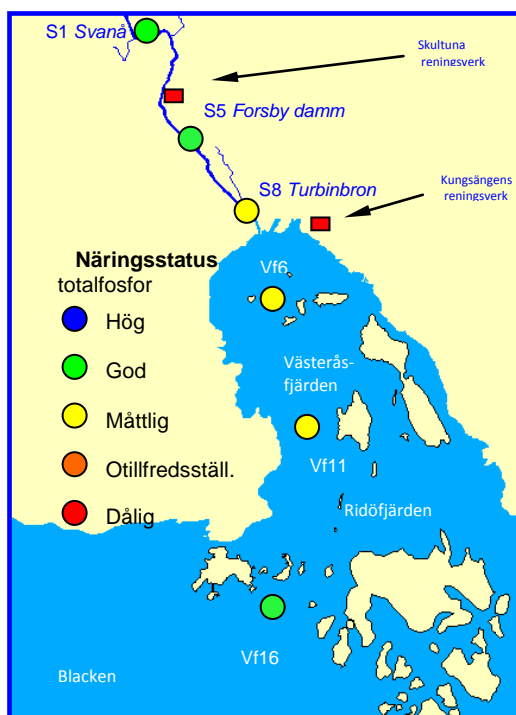 S1 Svanå
Skultuna
reningsverk
S5 Forsby damm
Kungsängens
reningsverk
S8 Turbinbron
Näringsstatus
totalfosfor
Hög
God
Måttlig
Otillfredsställ.
Dålig
Vf6
Västerås-
fjärden
Vf11
Ridöfjärden
Vf16
Blacken